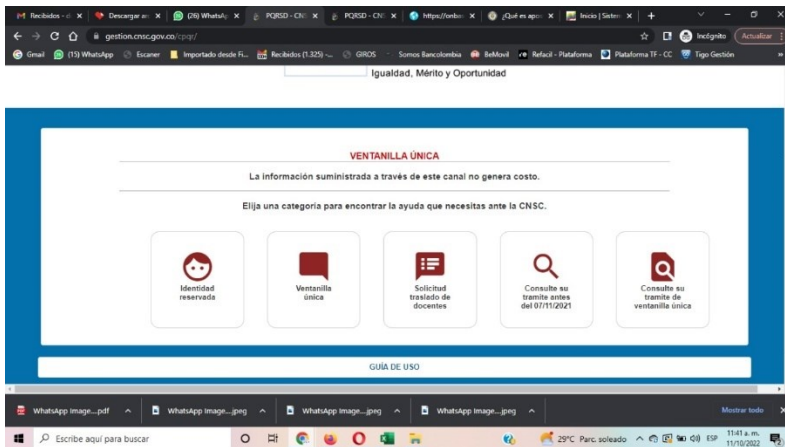 Recibidos - d
Descargar an
(26) WhatsAp
PQRSD - CN
PQRSD - CN
https://onbo
¿Qué es apro
Inicio | Sistem
gestion.cnsc.gov.co/cpqr/
Incógnito
Actualizar
Gmail
(15) WhatsApp
Escaner
Importado desde Fi...
Recibidos (1.325) -...
GIROS
Somos Bancolombia
BeMovil
Refacil - Plataforma
Plataforma TF - CC
Tigo Gestión
Igualdad, Mérito y Oportunidad
VENTANILLA ÚNICA
La información suministrada a través de este canal no genera costo.
Elija una categoría para encontrar la ayuda que necesitas ante la CNSC.
Identidad
reservada
Ventanilla
única
Solicitud
traslado de
docentes
Consulte su
tramite antes
del 07/11/2021
Consulte su
tramite de
ventanilla única
GUÍA DE USO
WhatsApp Image....pdf
WhatsApp Image....jpeg
WhatsApp Image....jpeg
WhatsApp Image....jpeg
Mostrar todo
Escribe aquí para buscar
29°C Parc. soleado
ESP
11:41 a. m.
11/10/2022